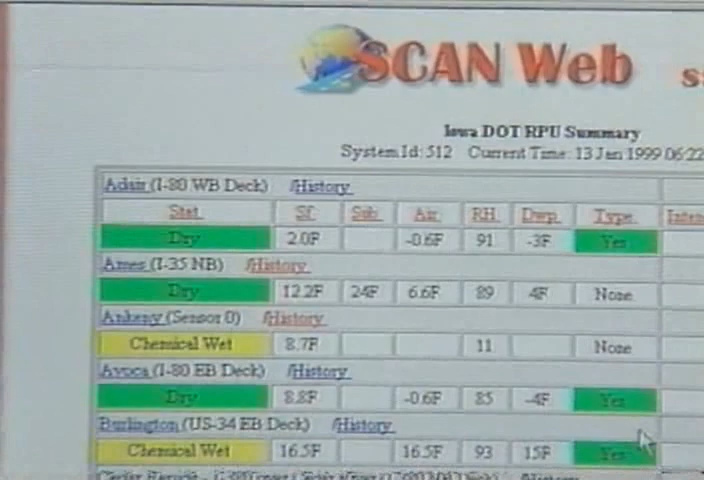 SCAN Web
Iowa DOT RPU Summary
System Id: 512 Current Time: 13 Jan 1999 06:22
Adair (I-80 WB Deck) /History
Stat Sf Sub Air RH Dwp Type Inten
Dry 2.0F -0.6F 91 -3F Yes
Ames (I-35 NB) /History
Dry 12.2F 24F 6.6F 89 4F None
Ankeny (Sensor 0) /History
Chemical Wet 8.7F 11 None
Avoca (I-80 EB Deck) /History
Dry 8.8F -0.6F 85 -4F Yes
Burlington (US-34 EB Deck) /History
Chemical Wet 16.5F 16.5F 93 15F Yes